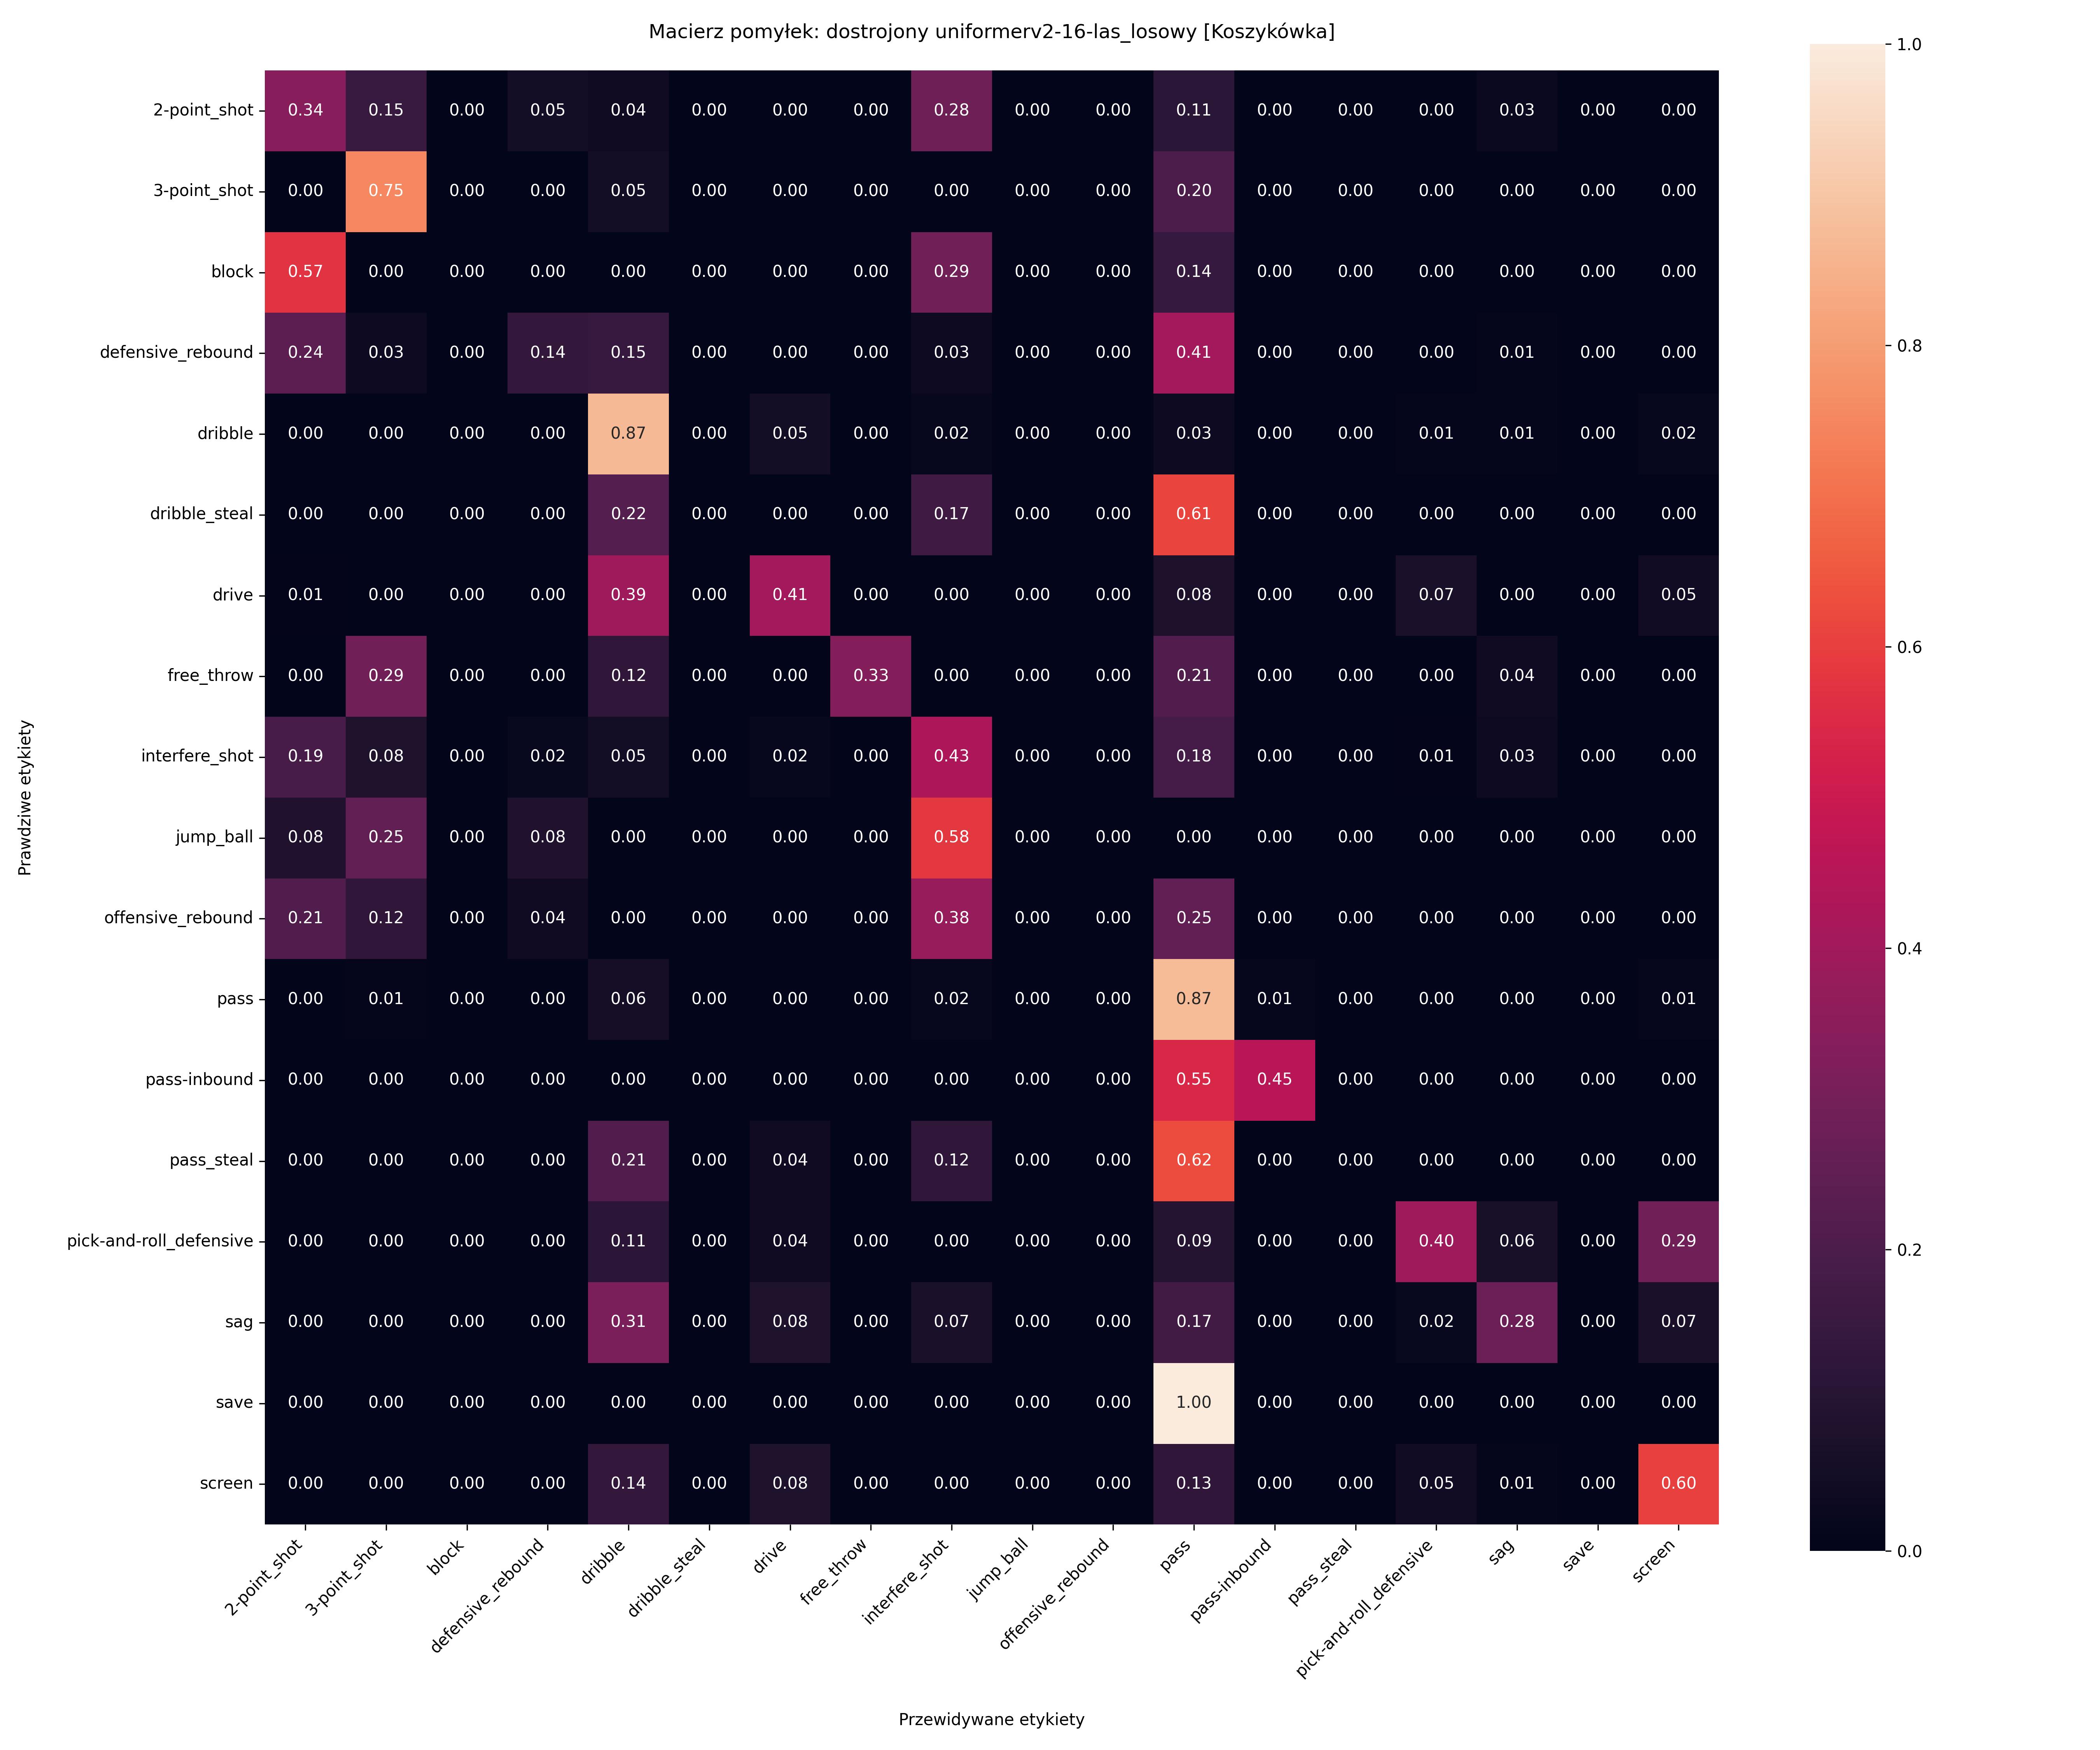 Macierz pomyłek: dostrojony uniformerv2-16-las_losowy [Koszykówka]
1.0
2-point_shot 0.34 0.15 0.00 0.05 0.04 0.00 0.00 0.00 0.28 0.00 0.00 0.11 0.00 0.00 0.00 0.03 0.00 0.00
3-point_shot 0.00 0.75 0.00 0.00 0.05 0.00 0.00 0.00 0.00 0.00 0.00 0.20 0.00 0.00 0.00 0.00 0.00 0.00
block 0.57 0.00 0.00 0.00 0.00 0.00 0.00 0.00 0.29 0.00 0.00 0.14 0.00 0.00 0.00 0.00 0.00 0.00
0.8
defensive_rebound 0.24 0.03 0.00 0.14 0.15 0.00 0.00 0.00 0.03 0.00 0.00 0.41 0.00 0.00 0.00 0.01 0.00 0.00
dribble 0.00 0.00 0.00 0.00 0.87 0.00 0.05 0.00 0.02 0.00 0.00 0.03 0.00 0.00 0.01 0.01 0.00 0.02
dribble_steal 0.00 0.00 0.00 0.00 0.22 0.00 0.00 0.00 0.17 0.00 0.00 0.61 0.00 0.00 0.00 0.00 0.00 0.00
drive 0.01 0.00 0.00 0.00 0.39 0.00 0.41 0.00 0.00 0.00 0.00 0.08 0.00 0.00 0.07 0.00 0.00 0.05
0.6
free_throw 0.00 0.29 0.00 0.00 0.12 0.00 0.00 0.33 0.00 0.00 0.00 0.21 0.00 0.00 0.00 0.04 0.00 0.00
interfere_shot 0.19 0.08 0.00 0.02 0.05 0.00 0.02 0.00 0.43 0.00 0.00 0.18 0.00 0.00 0.01 0.03 0.00 0.00
Prawdziwe etykiety
jump_ball 0.08 0.25 0.00 0.08 0.00 0.00 0.00 0.00 0.58 0.00 0.00 0.00 0.00 0.00 0.00 0.00 0.00 0.00
offensive_rebound 0.21 0.12 0.00 0.04 0.00 0.00 0.00 0.00 0.38 0.00 0.00 0.25 0.00 0.00 0.00 0.00 0.00 0.00
0.4
pass 0.00 0.01 0.00 0.00 0.06 0.00 0.00 0.00 0.02 0.00 0.00 0.87 0.01 0.00 0.00 0.00 0.00 0.01
pass-inbound 0.00 0.00 0.00 0.00 0.00 0.00 0.00 0.00 0.00 0.00 0.00 0.55 0.45 0.00 0.00 0.00 0.00 0.00
pass_steal 0.00 0.00 0.00 0.00 0.21 0.00 0.04 0.00 0.12 0.00 0.00 0.62 0.00 0.00 0.00 0.00 0.00 0.00
pick-and-roll_defensive 0.00 0.00 0.00 0.00 0.11 0.00 0.04 0.00 0.00 0.00 0.00 0.09 0.00 0.00 0.40 0.06 0.00 0.29
0.2
sag 0.00 0.00 0.00 0.00 0.31 0.00 0.08 0.00 0.07 0.00 0.00 0.17 0.00 0.00 0.02 0.28 0.00 0.07
save 0.00 0.00 0.00 0.00 0.00 0.00 0.00 0.00 0.00 0.00 0.00 1.00 0.00 0.00 0.00 0.00 0.00 0.00
screen 0.00 0.00 0.00 0.00 0.14 0.00 0.08 0.00 0.00 0.00 0.00 0.13 0.00 0.00 0.05 0.01 0.00 0.60
0.0
2-point_shot
3-point_shot
block
defensive_rebound
dribble
dribble_steal
drive
free_throw
interfere_shot
jump_ball
offensive_rebound
pass
pass-inbound
pass_steal
pick-and-roll_defensive
sag
save
screen
Przewidywane etykiety